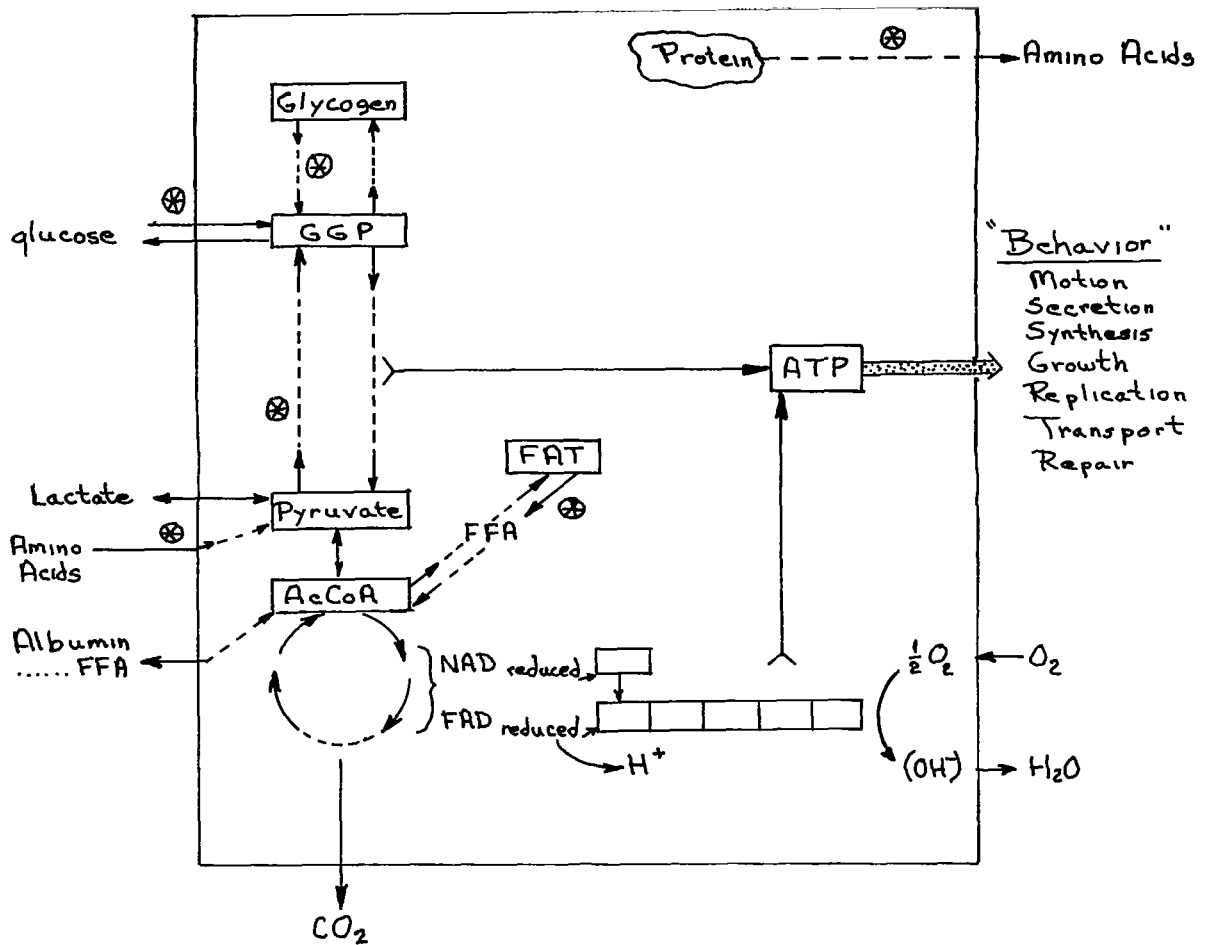 Protein
Amino Acids
Glycogen
glucose
GGP
"Behavior"
Motion
Secretion
Synthesis
Growth
Replication
Transport
Repair
ATP
FAT
FFA
Lactate
Pyruvate
Amino
Acids
AcCoA
Albumin
...... FFA
NAD reduced
FAD reduced
H+
½O₂
O₂
(OH-)
H₂O
CO₂